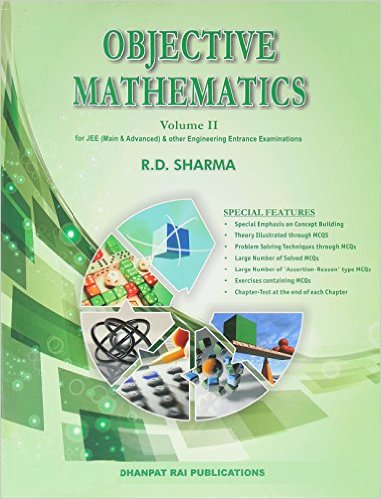 OBJECTIVE
MATHEMATICS
Volume II
for JEE (Main & Advanced) & other Engineering Entrance Examinations
R.D. SHARMA
SPECIAL FEATURES
• Special Emphasis on Concept Building
• Theory Illustrated through MCQS
• Problem Solving Techniques through MCQs
• Large Number of Solved MCQs
• Large Number of "Assertion-Reason" type MCQs
• Exercises containing MCQs
• Chapter-Test at the end of each Chapter
DHANPAT RAI PUBLICATIONS